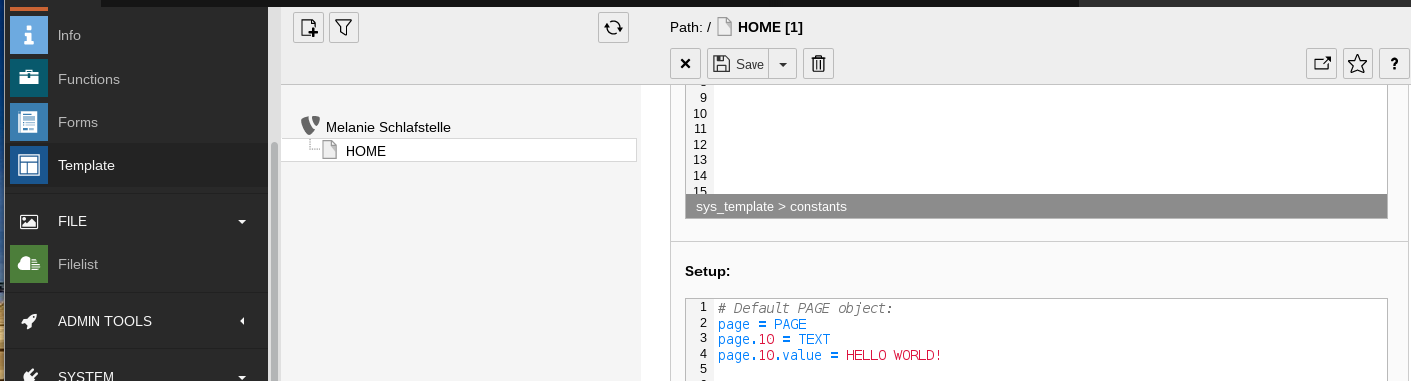 Info
Functions
Forms
Template
FILE
Filelist
ADMIN TOOLS
SYSTEM
Melanie Schlafstelle
HOME
Path: / HOME [1]
Save
?
9
10
11
12
13
14
15
sys_template > constants
Setup:
1 # Default PAGE object:
2 page = PAGE
3 page.10 = TEXT
4 page.10.value = HELLO WORLD!
5